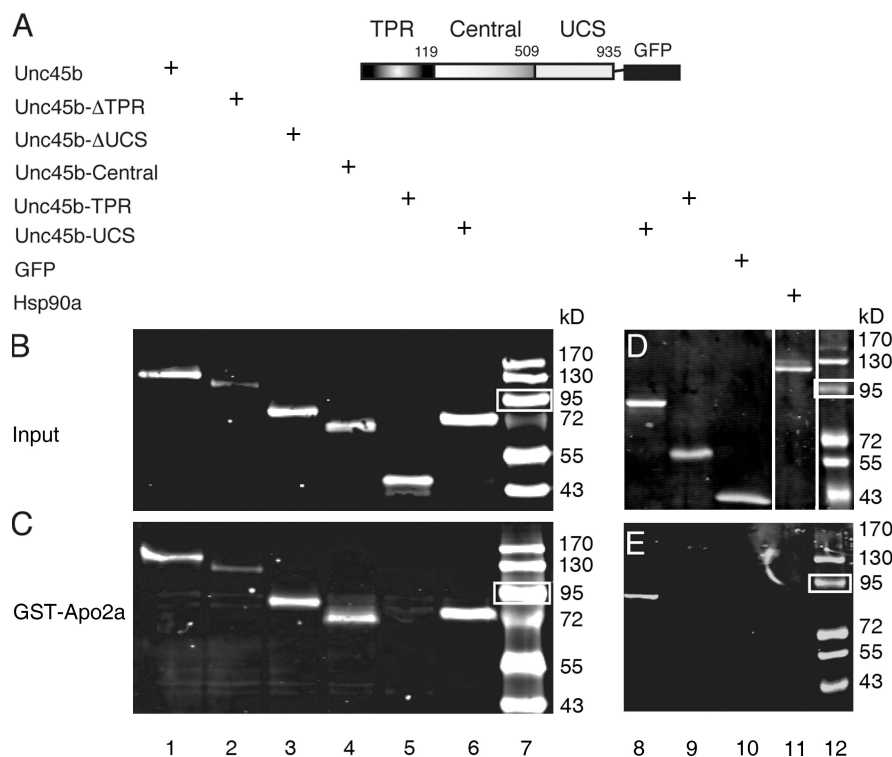 A
TPR Central UCS
119 509 935 GFP
Unc45b +
Unc45b-ΔTPR +
Unc45b-ΔUCS +
Unc45b-Central +
Unc45b-TPR + +
Unc45b-UCS + +
GFP +
Hsp90a +
B
Input
kD
170
130
95
72
55
43
D
kD
170
130
95
72
55
43
C
GST-Apo2a
170
130
95
72
55
43
E
170
130
95
72
55
43
1 2 3 4 5 6 7 8 9 10 11 12